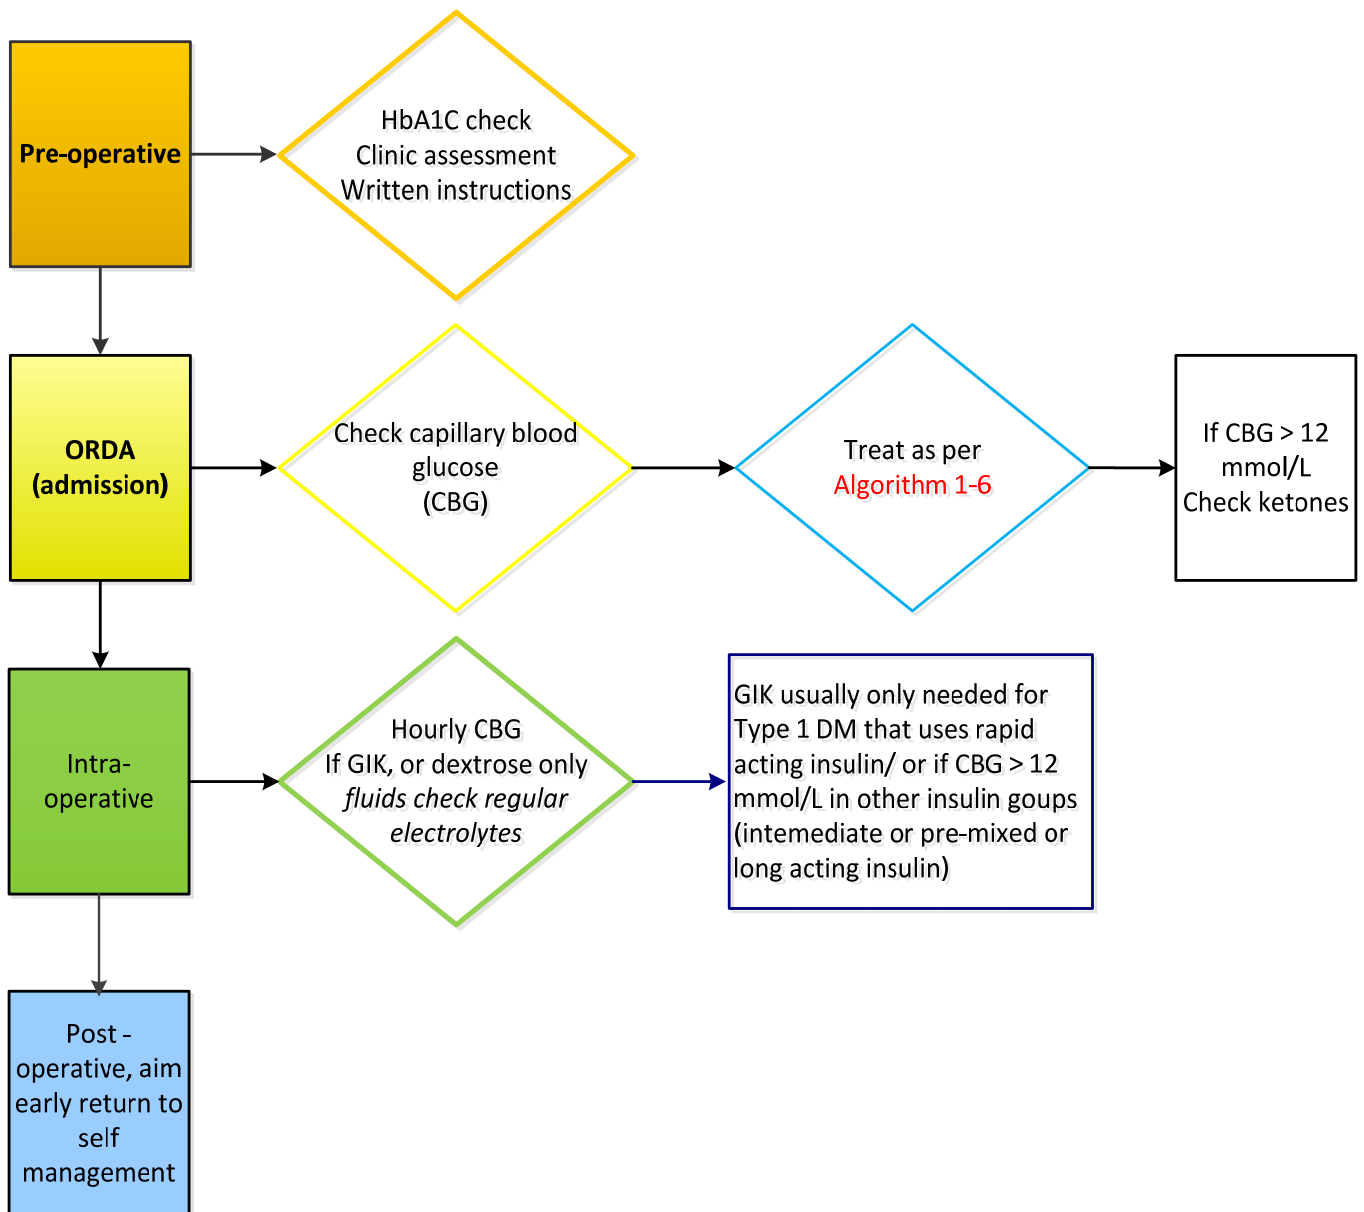 Pre-operative
HbA1C check
Clinic assessment
Written instructions
ORDA
(admission)
Check capillary blood
glucose
(CBG)
Treat as per
Algorithm 1-6
If CBG > 12
mmol/L
Check ketones
Intra-
operative
Hourly CBG
If GIK, or dextrose only
fluids check regular
electrolytes
GIK usually only needed for
Type 1 DM that uses rapid
acting insulin/ or if CBG > 12
mmol/L in other insulin goups
(intemediate or pre-mixed or
long acting insulin)
Post -
operative, aim
early return to
self
management